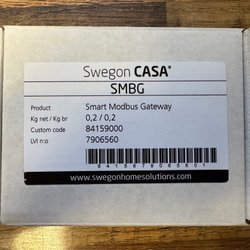 Swegon CASA®
SMBG
Product Smart Modbus Gateway
Kg net / Kg br 0,2 / 0,2
Custom code 84159000
LVI n:o 7906560
www.swegonhomesolutions.com